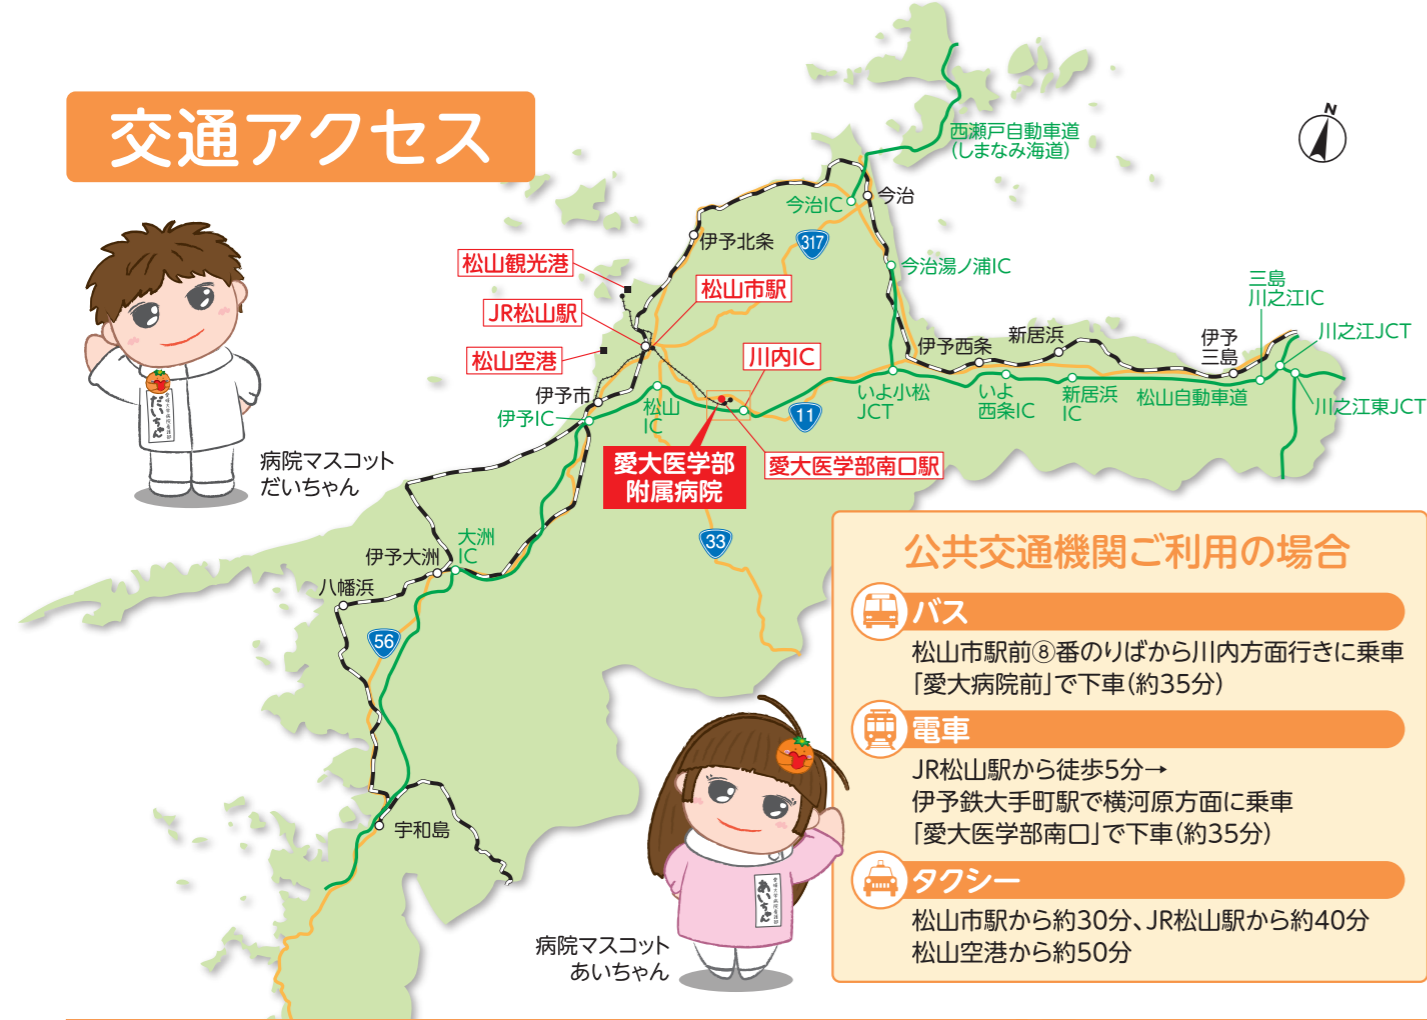 交通アクセス
N
西瀬戸自動車道
(しまなみ海道)
今治IC
今治
317
伊予北条
松山観光港
今治湯ノ浦IC
松山市駅
三島
川之江IC
JR松山駅
川之江JCT
新居浜
伊予
三島
伊予西条
川内IC
松山空港
伊予市
いよ小松
JCT
いよ
西条IC
新居浜
IC
松山自動車道
川之江東JCT
松山
IC
11
伊予IC
だいちゃん
病院マスコット
だいちゃん
愛大医学部
附属病院
愛大医学部南口駅
33
大洲
IC
伊予大洲
八幡浜
56
宇和島
公共交通機関ご利用の場合
バス
松山市駅前⑧番のりばから川内方面行きに乗車
「愛大病院前」で下車(約35分)
電車
JR松山駅から徒歩5分→
伊予鉄大手町駅で横河原方面に乗車
「愛大医学部南口」で下車(約35分)
タクシー
松山市駅から約30分、JR松山駅から約40分
松山空港から約50分
あいちゃん
病院マスコット
あいちゃん